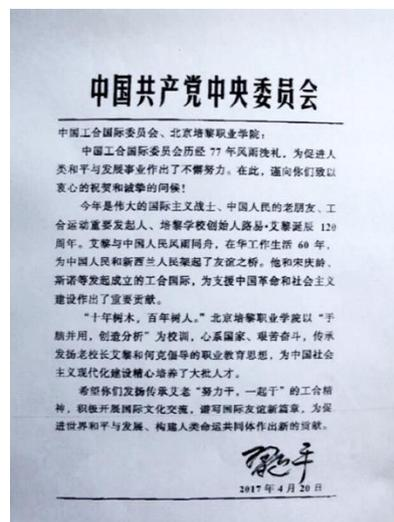 中国共产党中央委员会
中国工合国际委员会、北京培黎职业学院：
中国工合国际委员会历经 77 年风雨洗礼，为促进人
类和平与发展事业作出了不懈努力。在此，谨向你们致以
衷心的祝贺和诚挚的问候！
今年是伟大的国际主义战士、中国人民的老朋友、工
合运动重要发起人、培黎学校创始人路易·艾黎诞辰 120
周年。艾黎与中国人民风雨同舟，在华工作生活 60 年，
为中国人民和新西兰人民架起了友谊之桥。他和宋庆龄、
斯诺等发起成立的工合国际，为支援中国革命和社会主义
建设作出了重要贡献。
“十年树木，百年树人。”北京培黎职业学院以“手
脑并用，创造分析”为校训，心系国家、艰苦奋斗，传承
发扬老校长艾黎和何克倡导的职业教育思想，为中国社会
主义现代化建设精心培养了大批人才。
希望你们发扬传承艾老“努力干，一起干”的工合精
神，积极开展国际文化交流，谱写国际友谊新篇章，为促
进世界和平与发展、构建人类命运共同体作出新的贡献。
习近平
2017 年 4 月 20 日